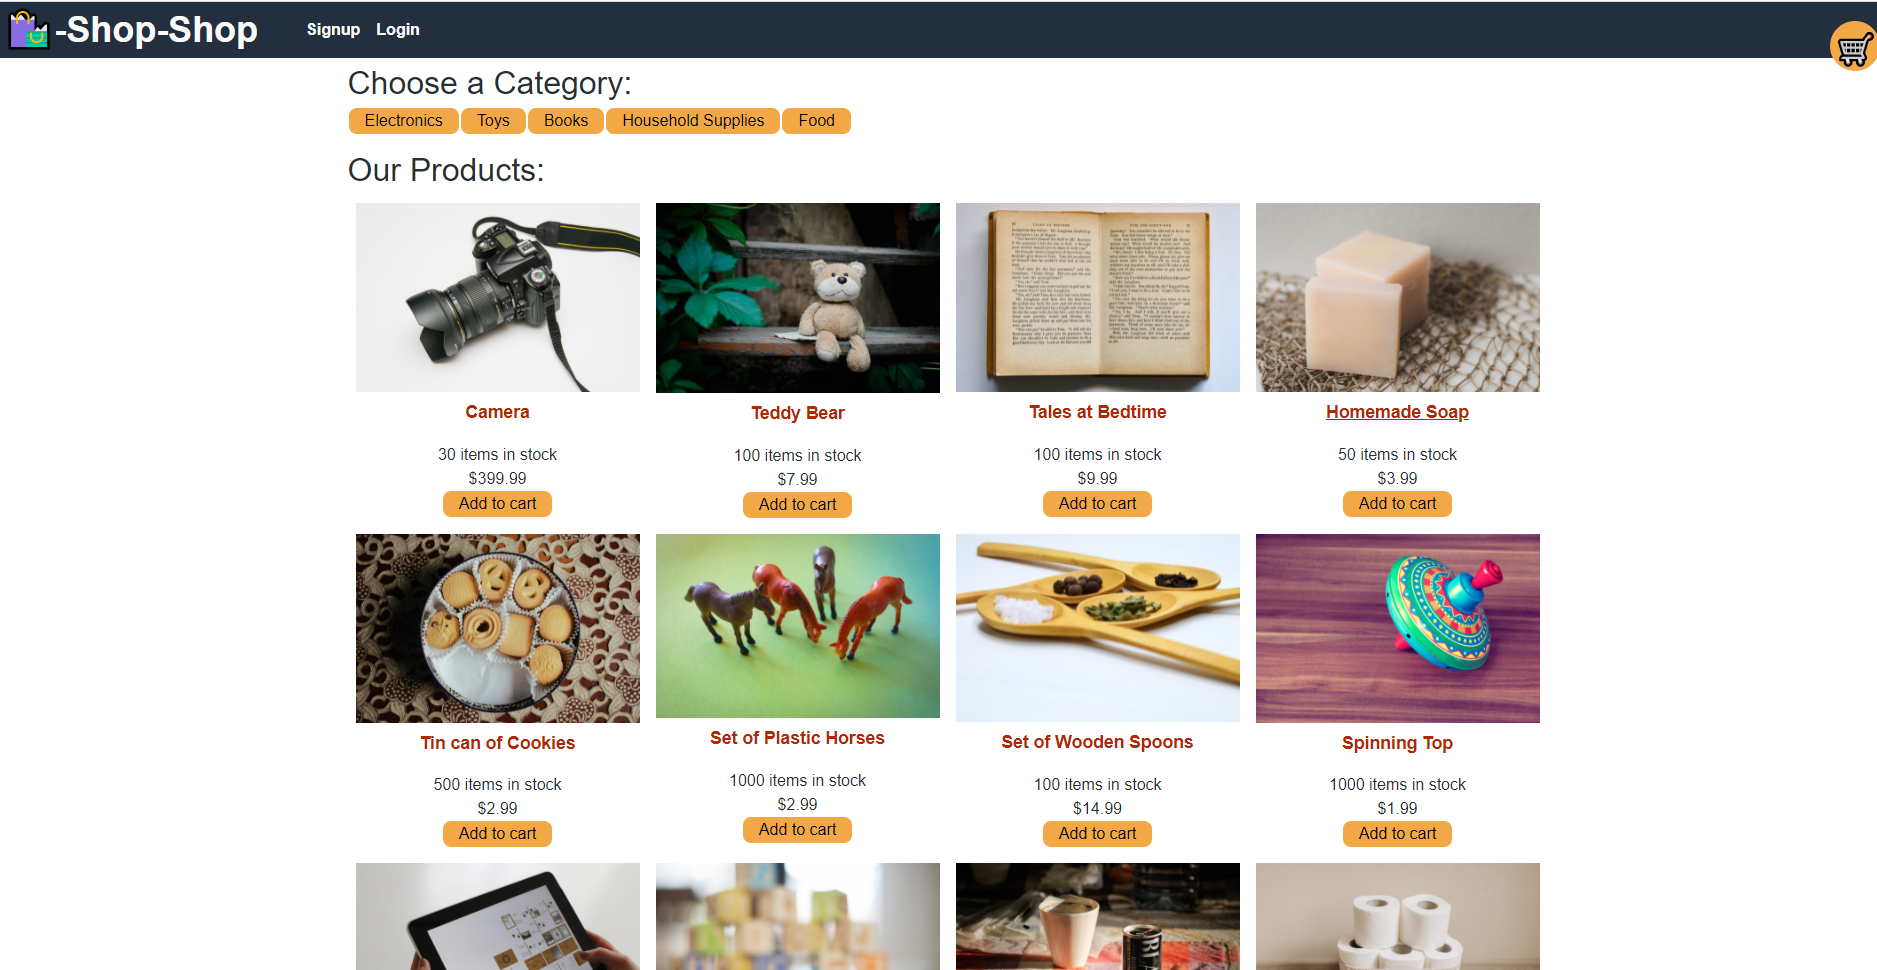 -Shop-Shop
Signup Login
Choose a Category:
Electronics Toys Books Household Supplies Food
Our Products:
Camera
30 items in stock
$399.99
Add to cart
Teddy Bear
100 items in stock
$7.99
Add to cart
Tales at Bedtime
100 items in stock
$9.99
Add to cart
Homemade Soap
50 items in stock
$3.99
Add to cart
Tin can of Cookies
500 items in stock
$2.99
Add to cart
Set of Plastic Horses
1000 items in stock
$2.99
Add to cart
Set of Wooden Spoons
100 items in stock
$14.99
Add to cart
Spinning Top
1000 items in stock
$1.99
Add to cart